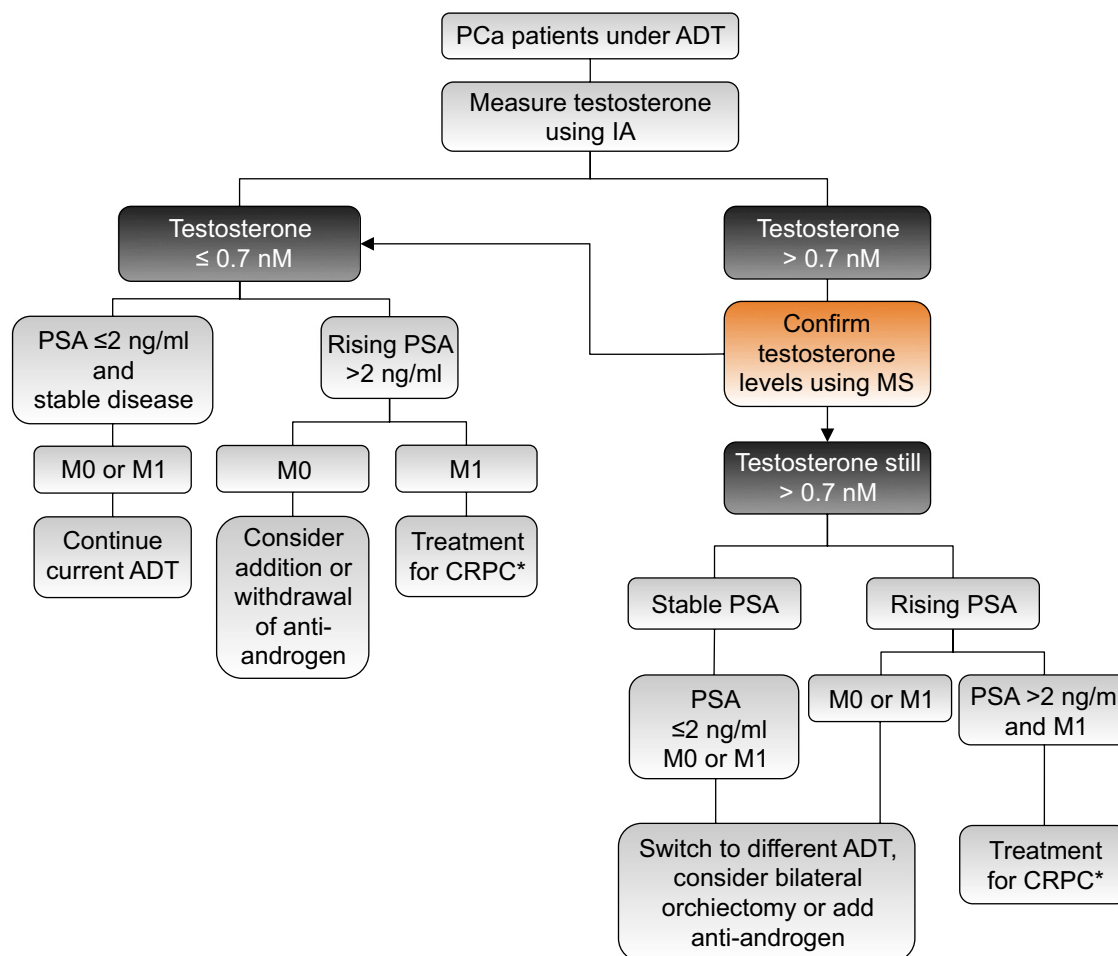 PCa patients under ADT
Measure testosterone
using IA
Testosterone
≤ 0.7 nM
Testosterone
> 0.7 nM
PSA ≤2 ng/ml
and
stable disease
Rising PSA
>2 ng/ml
Confirm
testosterone
levels using MS
M0 or M1
M0
M1
Testosterone still
> 0.7 nM
Continue
current ADT
Consider
addition or
withdrawal
of anti-
androgen
Treatment
for CRPC*
Stable PSA
Rising PSA
PSA
≤2 ng/ml
M0 or M1
M0 or M1
PSA >2 ng/m
and M1
Switch to different ADT,
consider bilateral
orchiectomy or add
anti-androgen
Treatment
for CRPC*